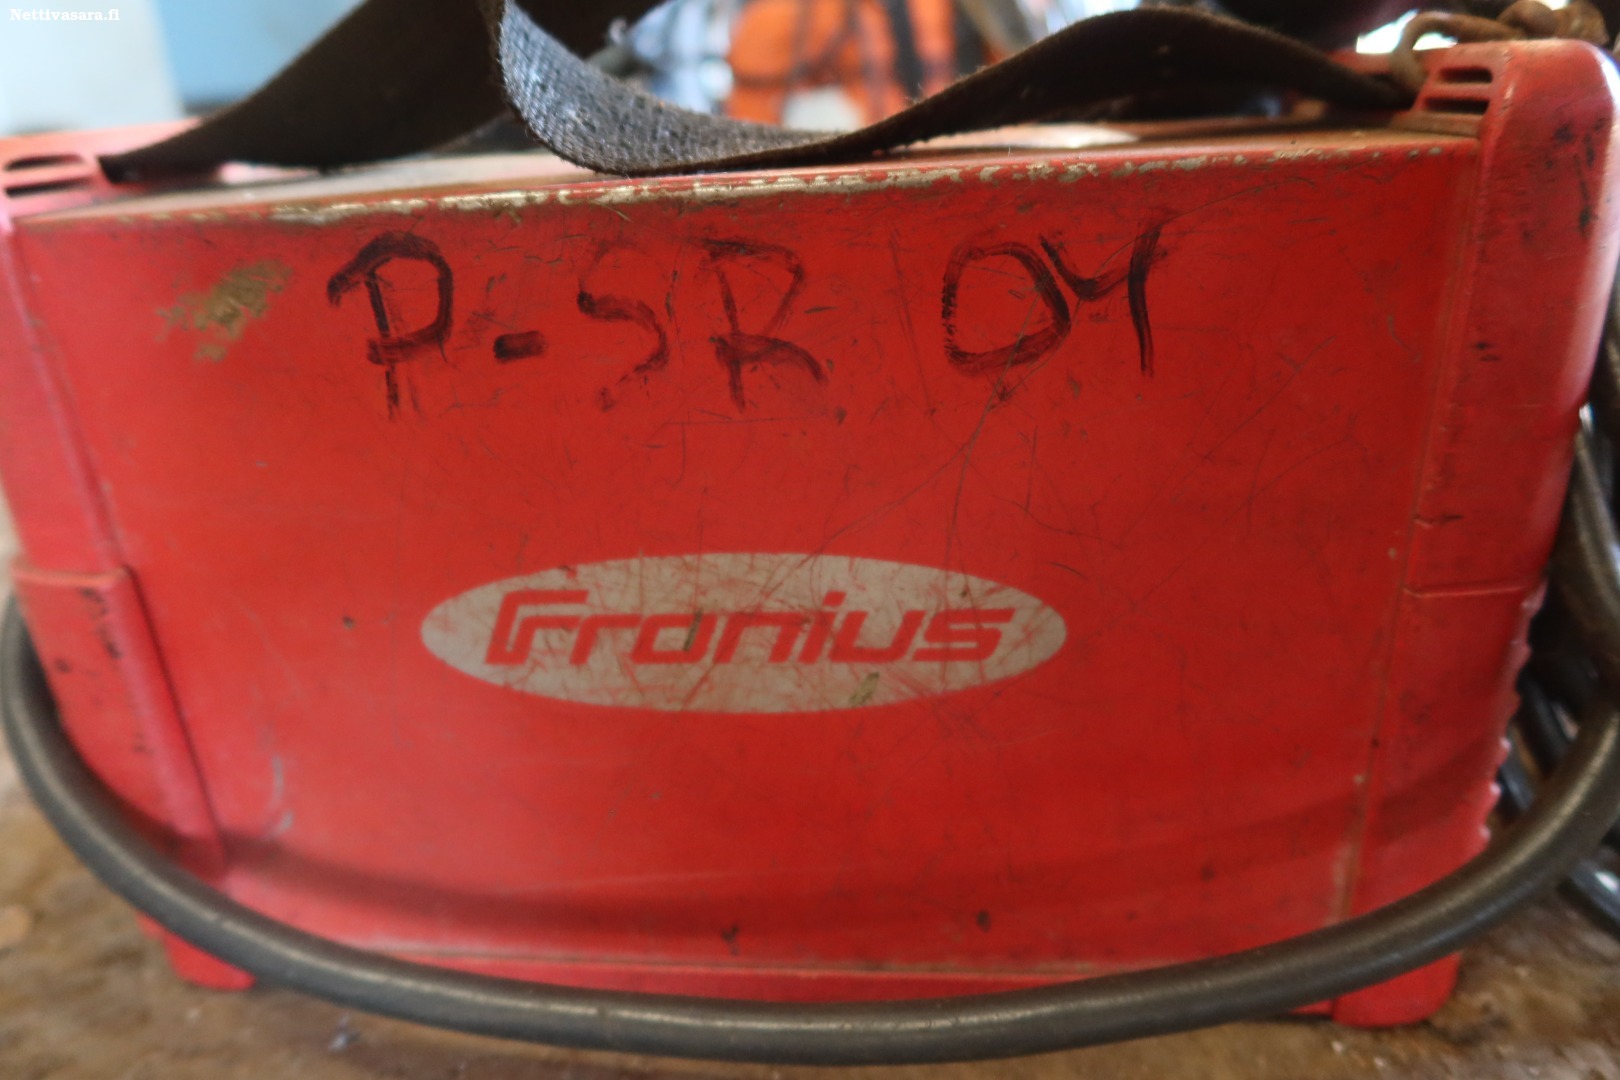 Nettivasara.fi
P-SR 04
Fronius